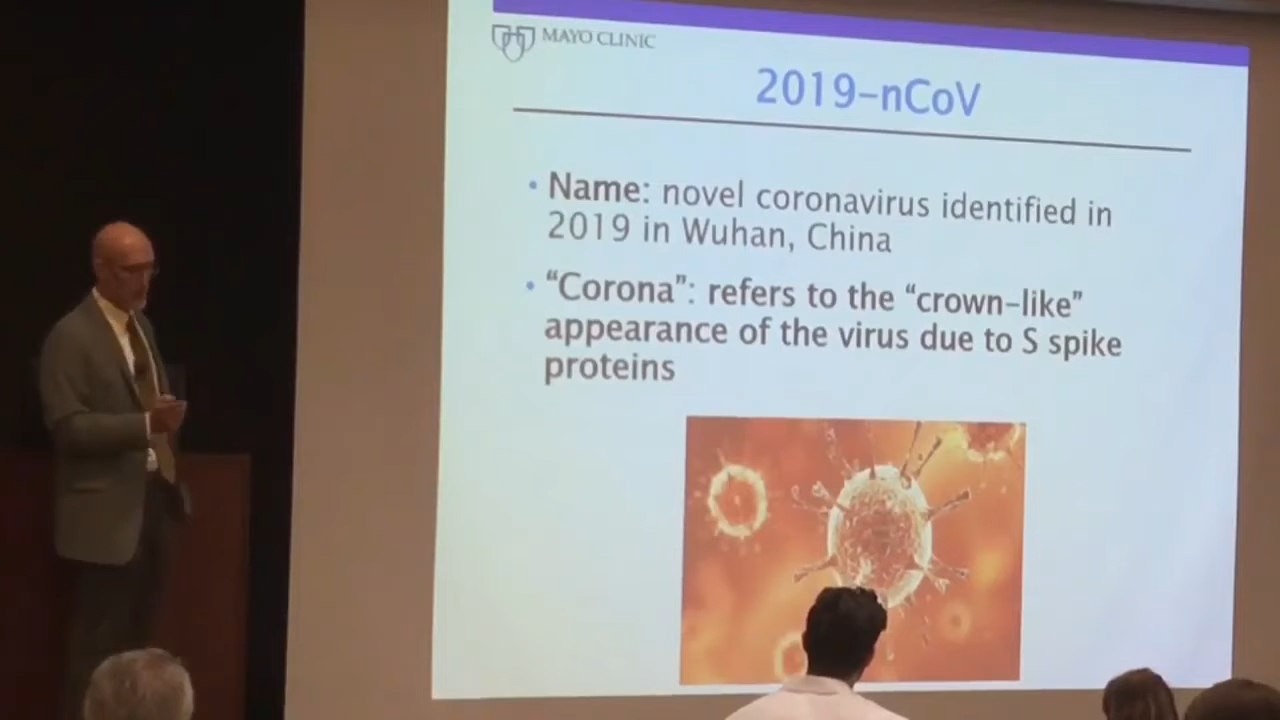 MAYO CLINIC
2019-nCoV
• Name: novel coronavirus identified in
2019 in Wuhan, China
• “Corona”: refers to the “crown-like”
appearance of the virus due to S spike
proteins